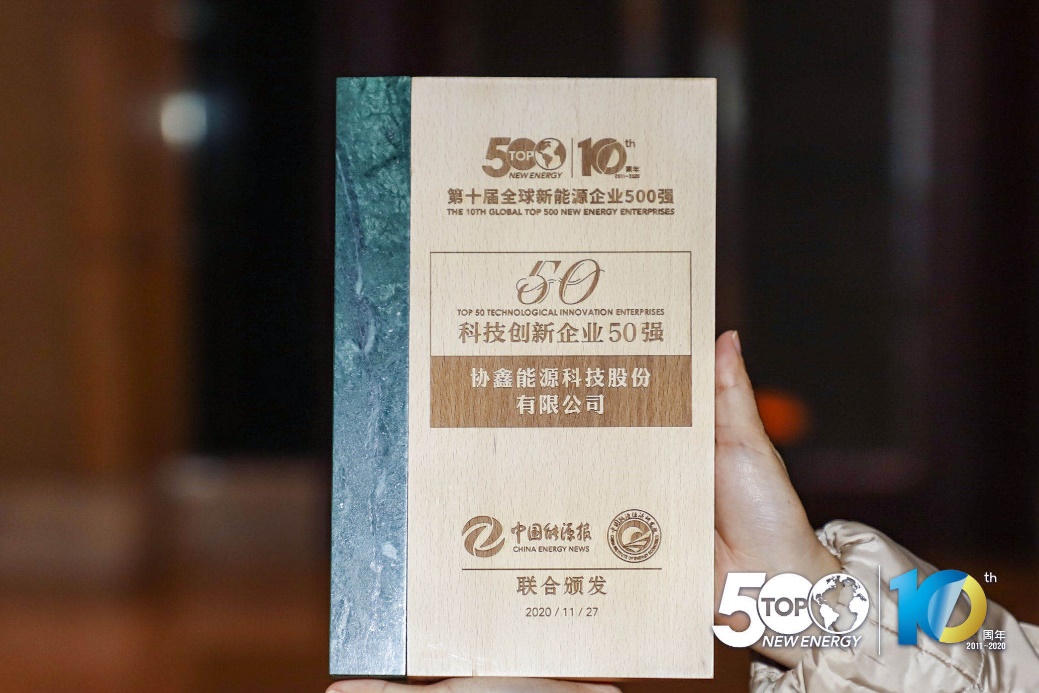 500 TOP NEW ENERGY
10th 周年 2011-2020
第十届全球新能源企业500强
THE 10TH GLOBAL TOP 500 NEW ENERGY ENTERPRISES
50
TOP 50 TECHNOLOGICAL INNOVATION ENTERPRISES
科技创新企业50强
协鑫能源科技股份
有限公司
中国能源报
CHINA ENERGY NEWS
联合颁发
2020/11/27
500 TOP NEW ENERGY
10th 周年 2011-2020